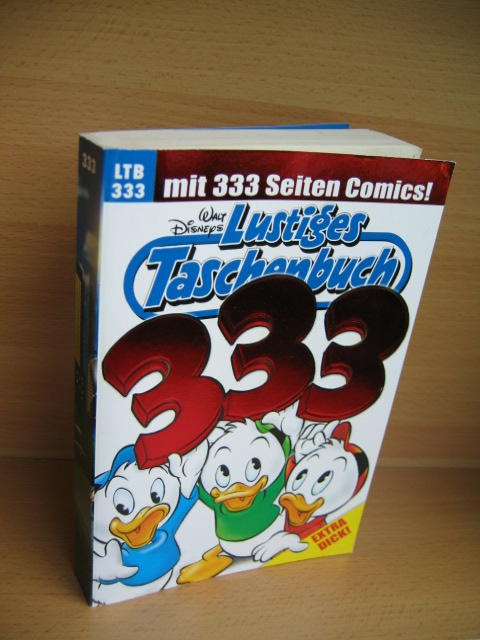 333
LTB
333
mit 333 Seiten Comics!
WALT
DISNEYS
Lustiges
Taschenbuch
333
EXTRA
DICK!